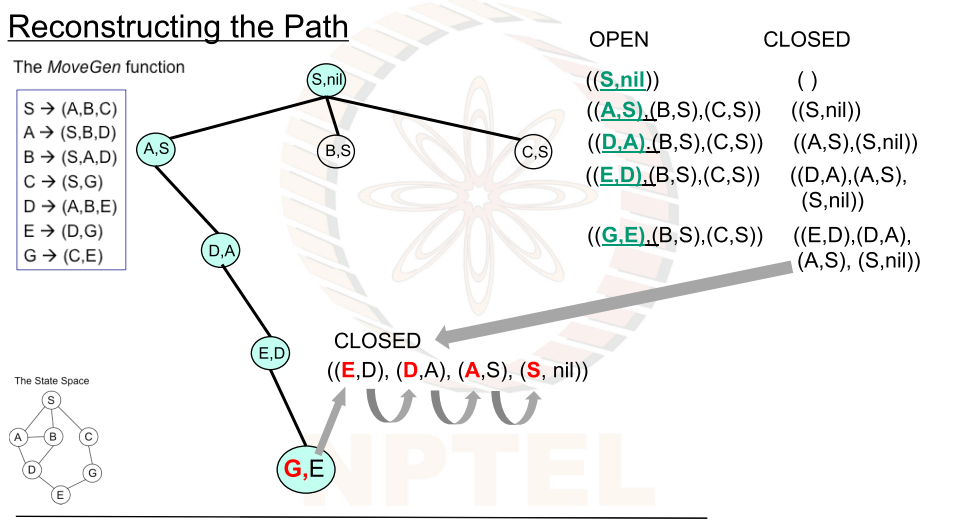 Reconstructing the Path
The MoveGen function
S → (A,B,C)
A → (S,B,D)
B → (S,A,D)
C → (S,G)
D → (A,B,E)
E → (D,G)
G → (C,E)
S,nil
A,S
B,S
C,S
D,A
E,D
G,E
OPEN CLOSED
((S,nil)) ( )
((A,S),(B,S),(C,S)) ((S,nil))
((D,A).(B,S),(C,S)) ((A,S),(S,nil))
((E,D),(B,S),(C,S)) ((D,A),(A,S),
(S,nil))
((G,E),(B,S),(C,S)) ((E,D),(D,A),
(A,S), (S,nil))
CLOSED
((E,D), (D,A), (A,S), (S, nil))
The State Space
S
A
B
C
D
G
E
NPTEL